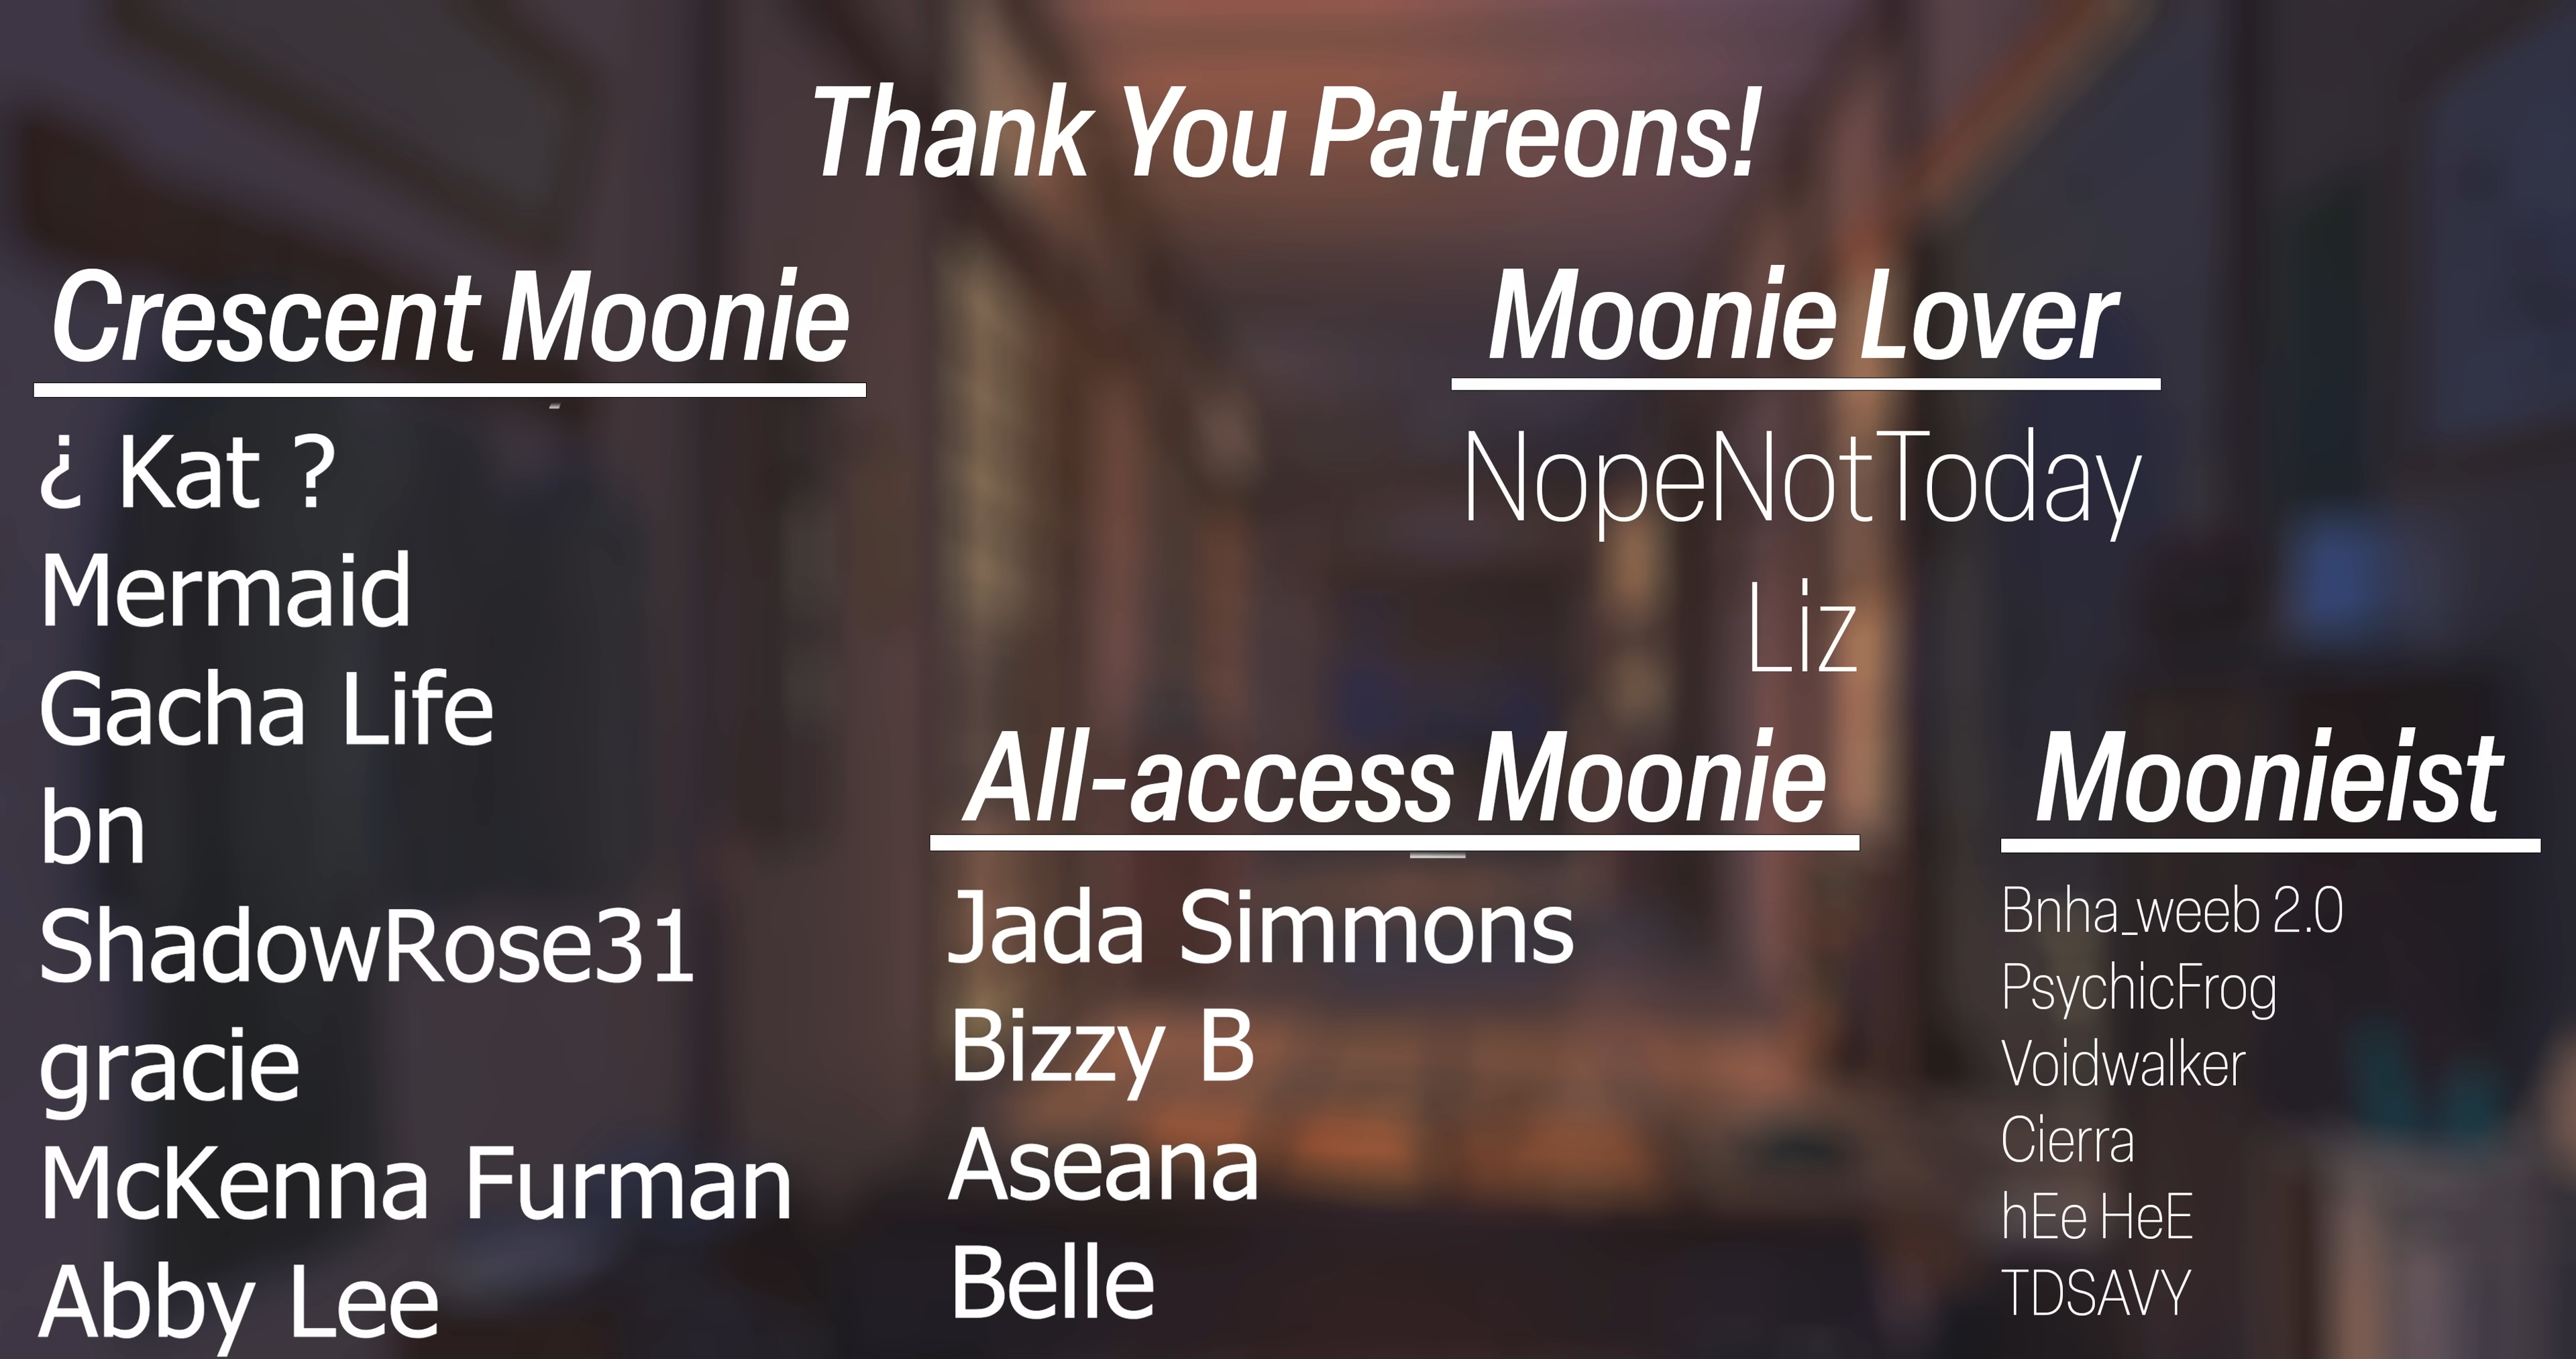 Thank You Patreons!
Crescent Moonie
¿ Kat ?
Mermaid
Gacha Life
bn
ShadowRose31
gracie
McKenna Furman
Abby Lee
Moonie Lover
NopeNotToday
Liz
All-access Moonie
Jada Simmons
Bizzy B
Aseana
Belle
Moonieist
Bnha_weeb 2.0
PsychicFrog
Voidwalker
Cierra
hEe HeE
TDSAVY